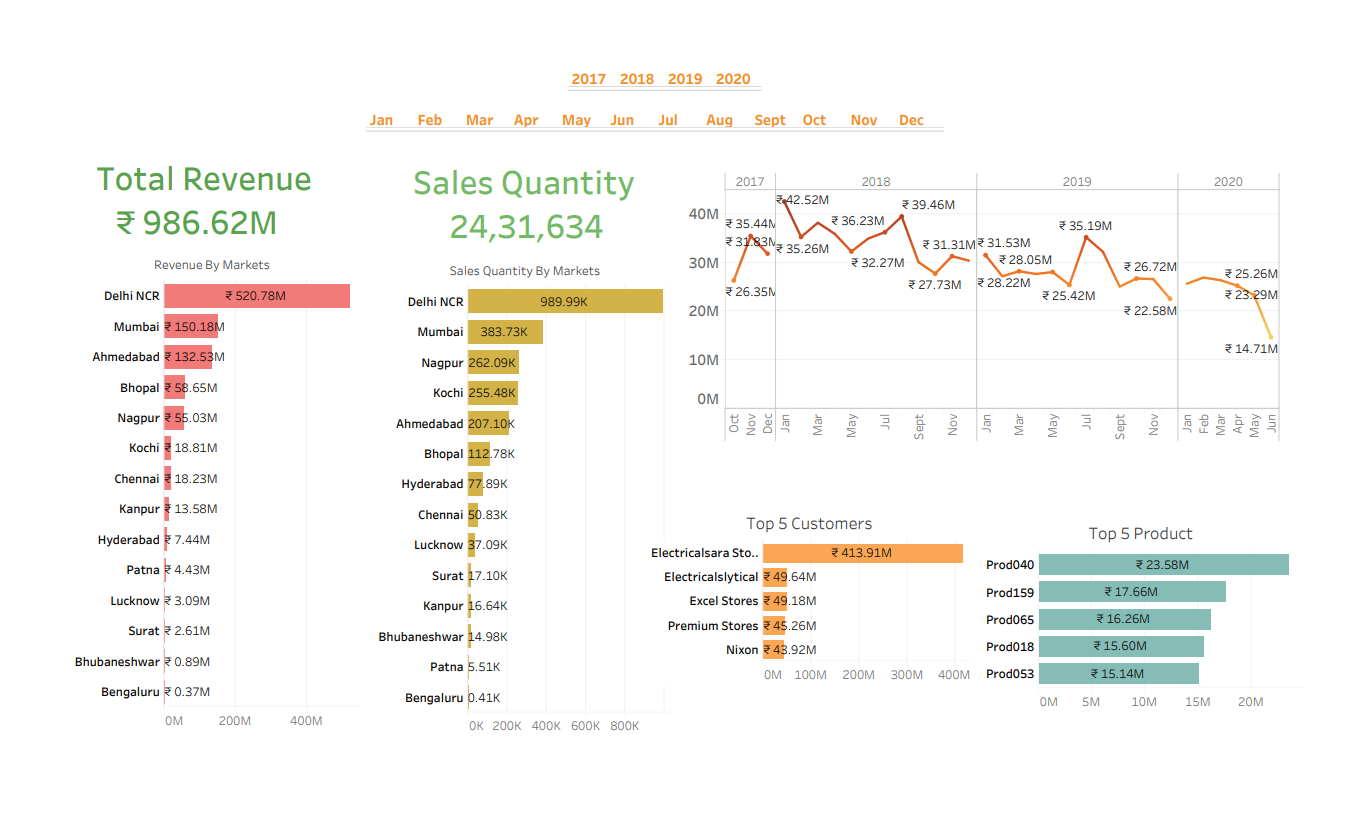 2017 2018 2019 2020
Jan Feb Mar Apr May Jun Jul Aug Sept Oct Nov Dec
Total Revenue
₹ 986.62M
Revenue By Markets
Delhi NCR ₹ 520.78M
Mumbai ₹ 150.18M
Ahmedabad ₹ 132.53M
Bhopal ₹ 58.65M
Nagpur ₹ 55.03M
Kochi ₹ 18.81M
Chennai ₹ 18.23M
Kanpur ₹ 13.58M
Hyderabad ₹ 7.44M
Patna ₹ 4.43M
Lucknow ₹ 3.09M
Surat ₹ 2.61M
Bhubaneshwar ₹ 0.89M
Bengaluru ₹ 0.37M
0M 200M 400M
Sales Quantity
24,31,634
Sales Quantity By Markets
Delhi NCR 989.99K
Mumbai 383.73K
Nagpur 262.09K
Kochi 255.48K
Ahmedabad 207.10K
Bhopal 112.78K
Hyderabad 77.89K
Chennai 50.83K
Lucknow 37.09K
Surat 17.10K
Kanpur 16.64K
Bhubaneshwar 14.98K
Patna 5.51K
Bengaluru 0.41K
0K 200K 400K 600K 800K
2017 2018 2019 2020
₹ 42.52M
₹ 39.46M
40M
₹ 35.44M ₹ 36.23M ₹ 35.19M
₹ 31.83M ₹ 35.26M ₹ 31.31M ₹ 31.53M
30M
₹ 32.27M ₹ 28.05M ₹ 26.72M ₹ 25.26M
₹ 26.35M ₹ 27.73M ₹ 28.22M ₹ 25.42M ₹ 23.29M
₹ 22.58M
20M
₹ 14.71M
10M
0M
Oct Nov Dec Jan Mar May Jul Sept Nov Jan Mar May Jul Sept Nov Jan Feb Mar Apr May Jun
Top 5 Customers
Electricalsara Sto.. ₹ 413.91M
Electricalslytical ₹ 49.64M
Excel Stores ₹ 49.18M
Premium Stores ₹ 45.26M
Nixon ₹ 43.92M
0M 100M 200M 300M 400M
Top 5 Product
Prod040 ₹ 23.58M
Prod159 ₹ 17.66M
Prod065 ₹ 16.26M
Prod018 ₹ 15.60M
Prod053 ₹ 15.14M
0M 5M 10M 15M 20M